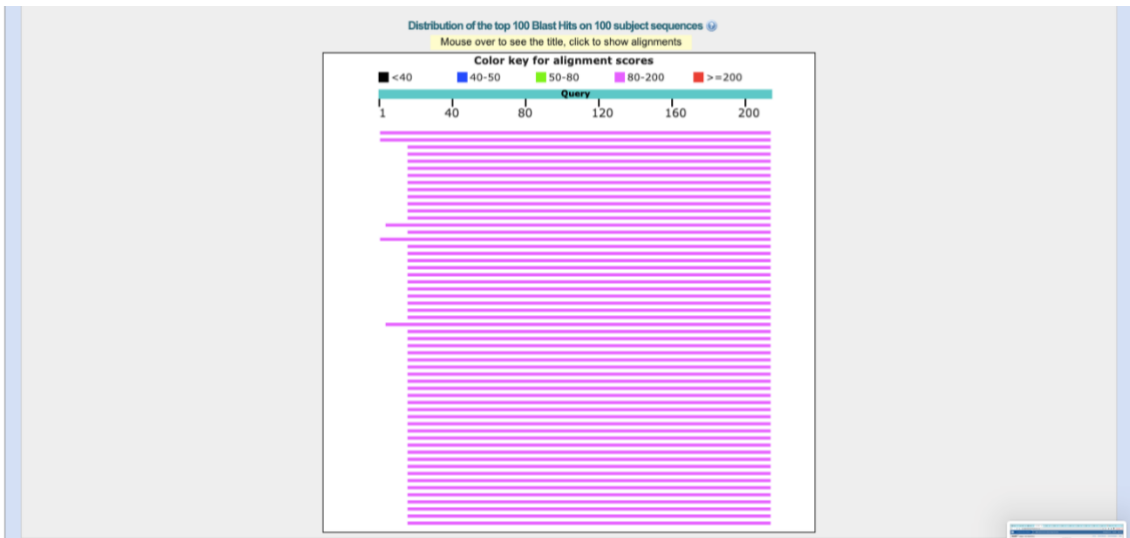 Distribution of the top 100 Blast Hits on 100 subject sequences
Mouse over to see the title, click to show alignments
Color key for alignment scores
<40 40-50 50-80 80-200 >=200
Query
1 40 80 120 160 200